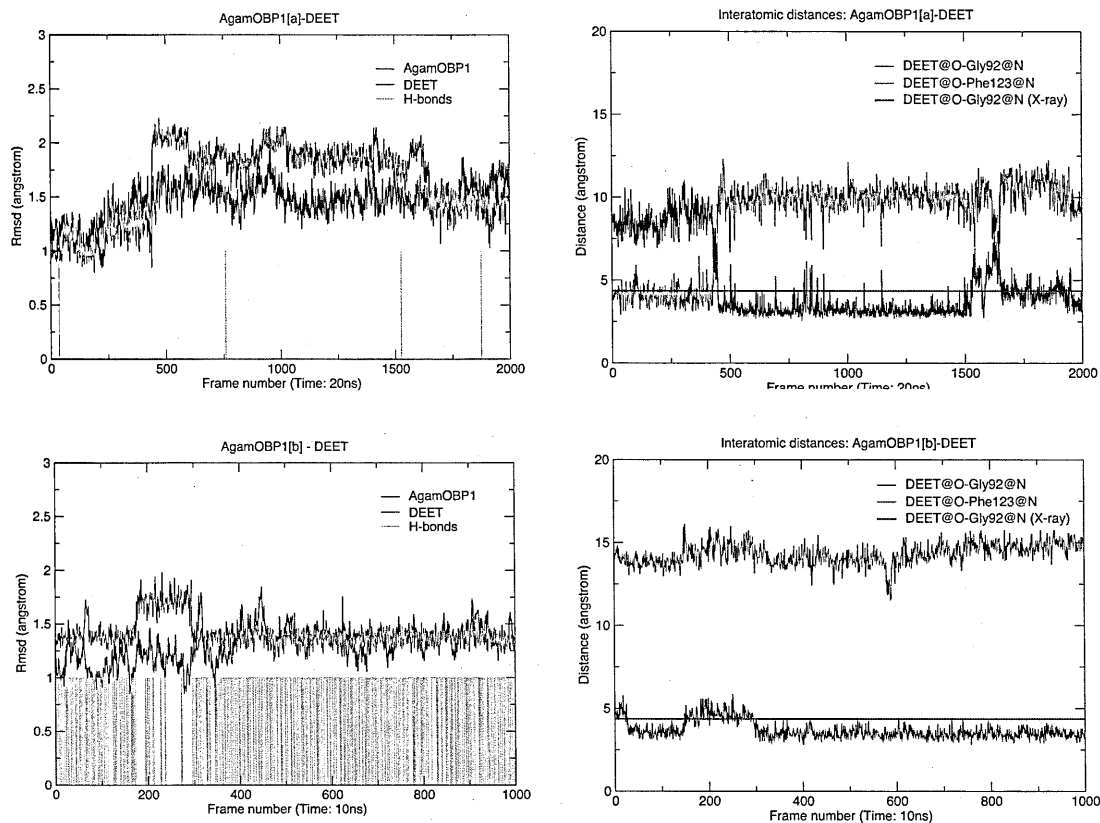 AgamOBP1[a]-DEET
3
2.5
2
1.5
1
0.5
0
Rmsd (angstrom)
AgamOBP1
DEET
H-bonds
0 500 1000 1500 2000
Frame number (Time: 20ns)
Interatomic distances: AgamOBP1[a]-DEET
20
15
10
5
0
Distance (angstrom)
DEET@O-Gly92@N
DEET@O-Phe123@N
DEET@O-Gly92@N (X-ray)
0 500 1000 1500 2000
Frame number (Time: 20ns)
AgamOBP1[b] - DEET
3
2.5
2
1.5
1
0.5
0
Rmsd (angstrom)
AgamOBP1
DEET
H-bonds
0 200 400 600 800 1000
Frame number (Time: 10ns)
Interatomic distances: AgamOBP1[b]-DEET
20
15
10
5
0
Distance (angstrom)
DEET@O-Gly92@N
DEET@O-Phe123@N
DEET@O-Gly92@N (X-ray)
0 200 400 600 800 1000
Frame number (Time: 10ns)